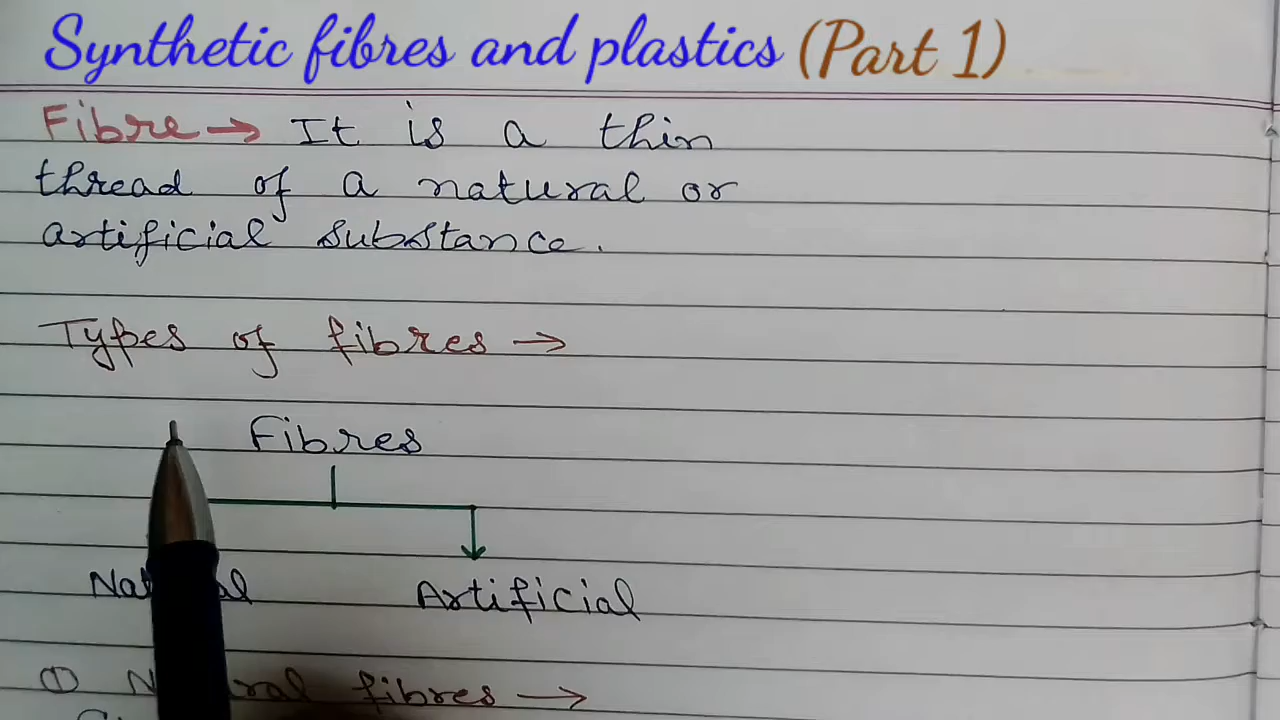 Synthetic fibres and plastics (Part 1)
Fibre → It is a thin
thread of a natural or
artificial substance.
Types of fibres →
Fibres
Artificial
① fibres →